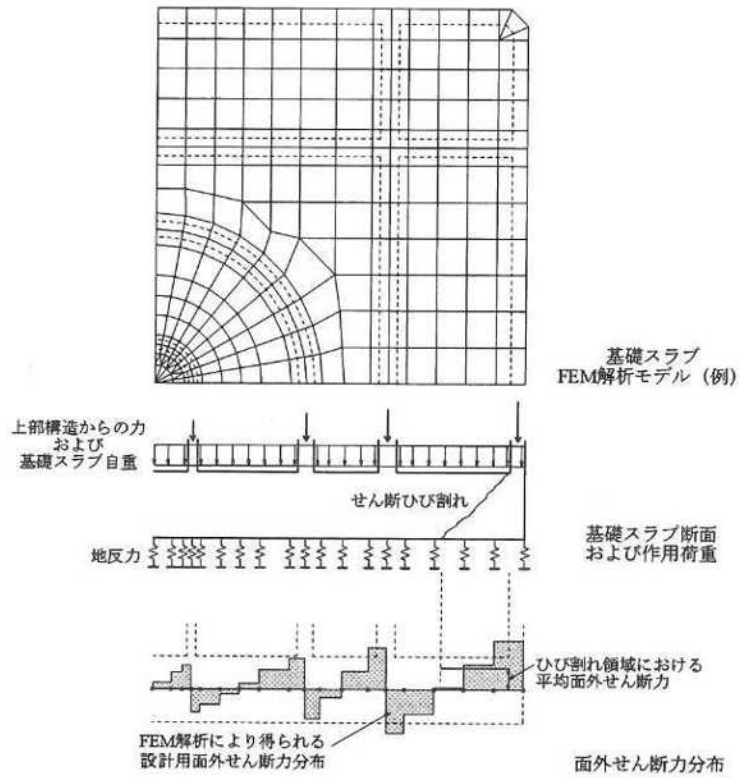 基礎スラブ
FEM解析モデル（例）
上部構造からの力
および
基礎スラブ自重
せん断ひび割れ
地反力
基礎スラブ断面
および作用荷重
ひび割れ領域における
平均面外せん断力
FEM解析により得られる
設計用面外せん断力分布
面外せん断力分布